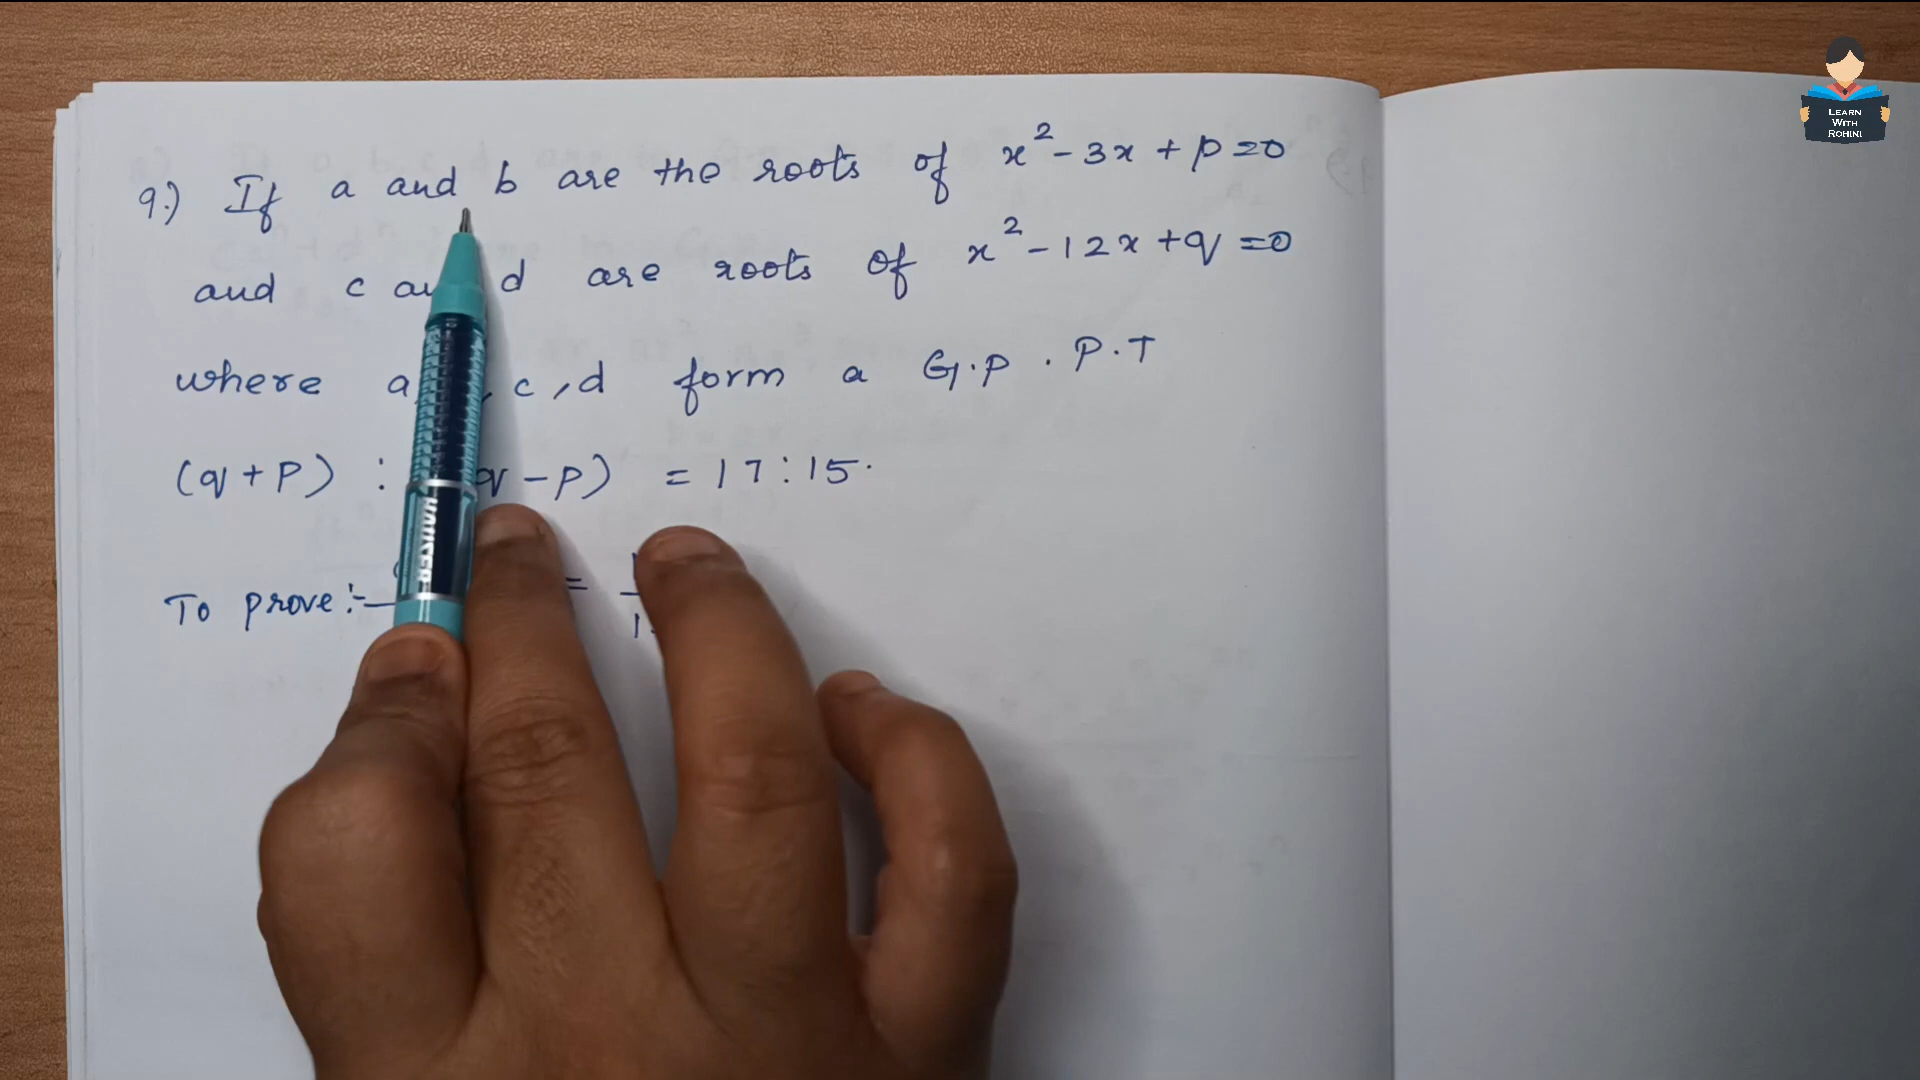 9.) If a and b are the roots of x² - 3x + p = 0
and c d are roots of x² - 12x + q = 0
where a, c, d form a G.P. P.T
(q + p) : q - p) = 17 : 15.
To prove :- =
LEARN
WITH
ROHINI
HAUSER